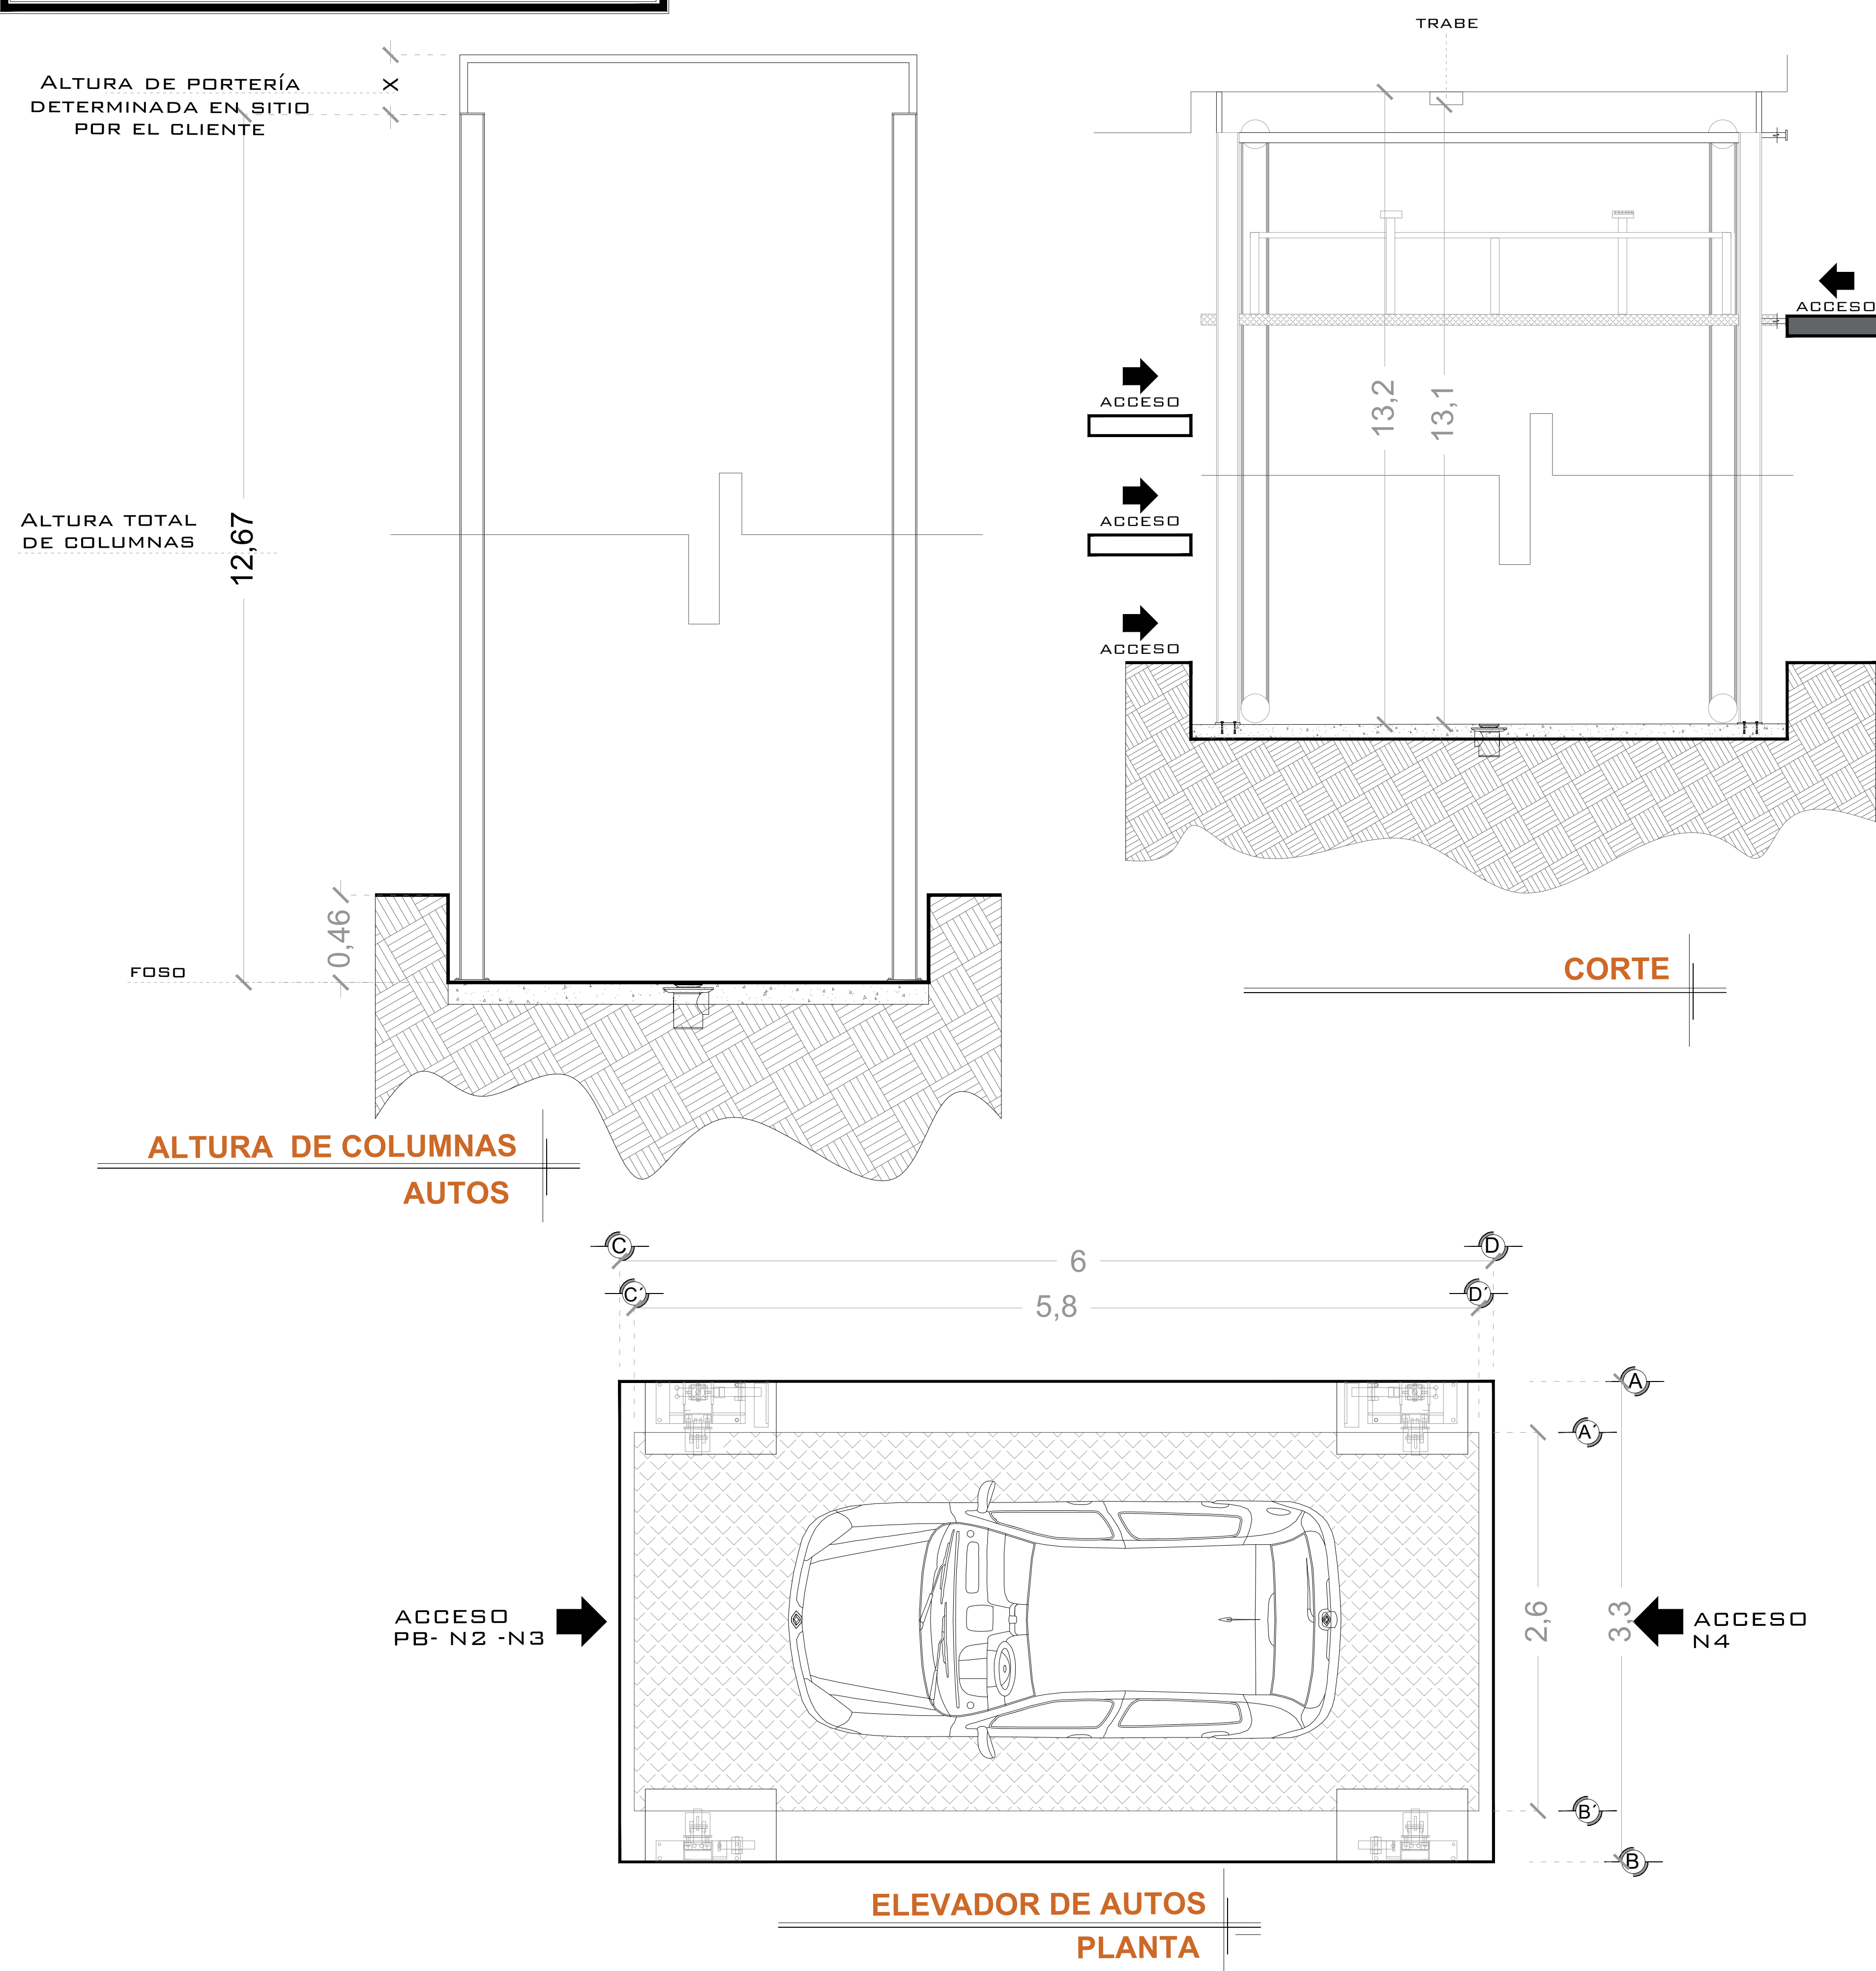 ALTURA DE PORTERÍA
DETERMINADA EN SITIO
POR EL CLIENTE
X
ALTURA TOTAL
DE COLUMNAS
12,67
0,46
FOSO
ALTURA DE COLUMNAS
AUTOS
TRABE
13,2
13,1
ACCESO
ACCESO
ACCESO
ACCESO
CORTE
C
D
6
C´
D´
5,8
A
A´
2,6
3,3
B´
B
ACCESO
PB- N2 -N3
ACCESO
N4
ELEVADOR DE AUTOS
PLANTA